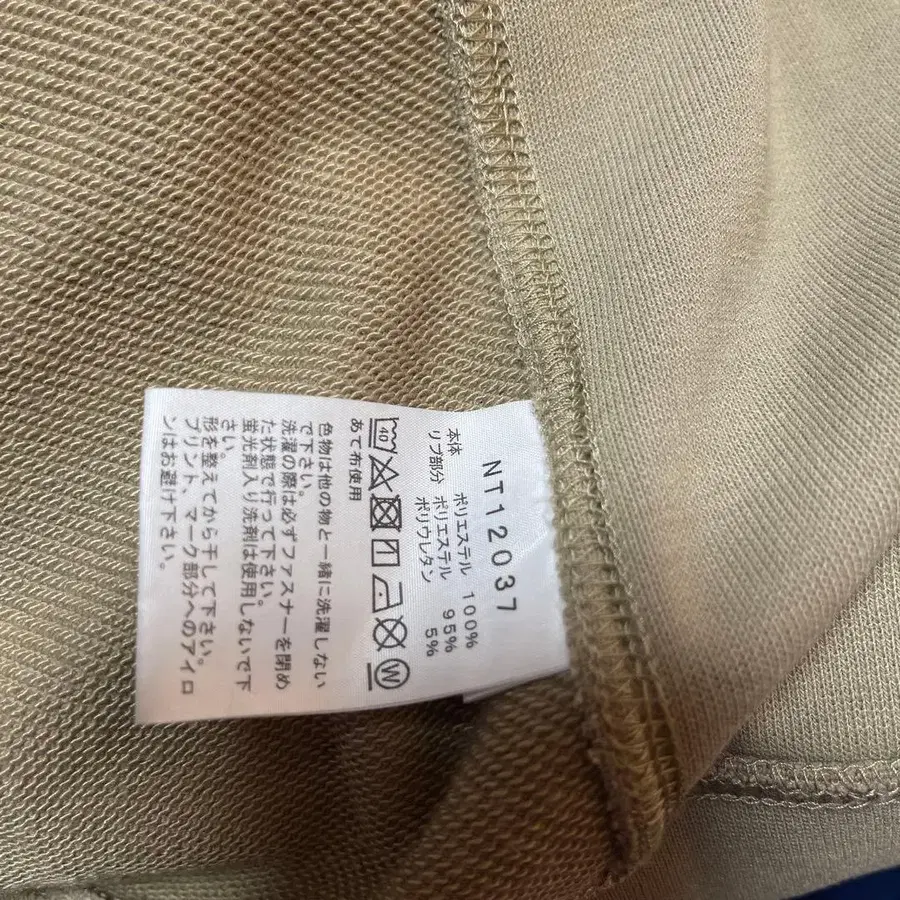 NT12037
本体 ポリエステル 100%
リブ部分 ポリエステル 95%
ポリウレタン 5%
40
W
あて布使用
色物は他の物と一緒に洗濯しない
で下さい。
洗濯の際は必ずファスナーを閉め
た状態で行って下さい。
蛍光剤入り洗剤は使用しないで下
さい。
形を整えてから干して下さい。
プリント、マーク部分へのアイロ
ンはお避け下さい。